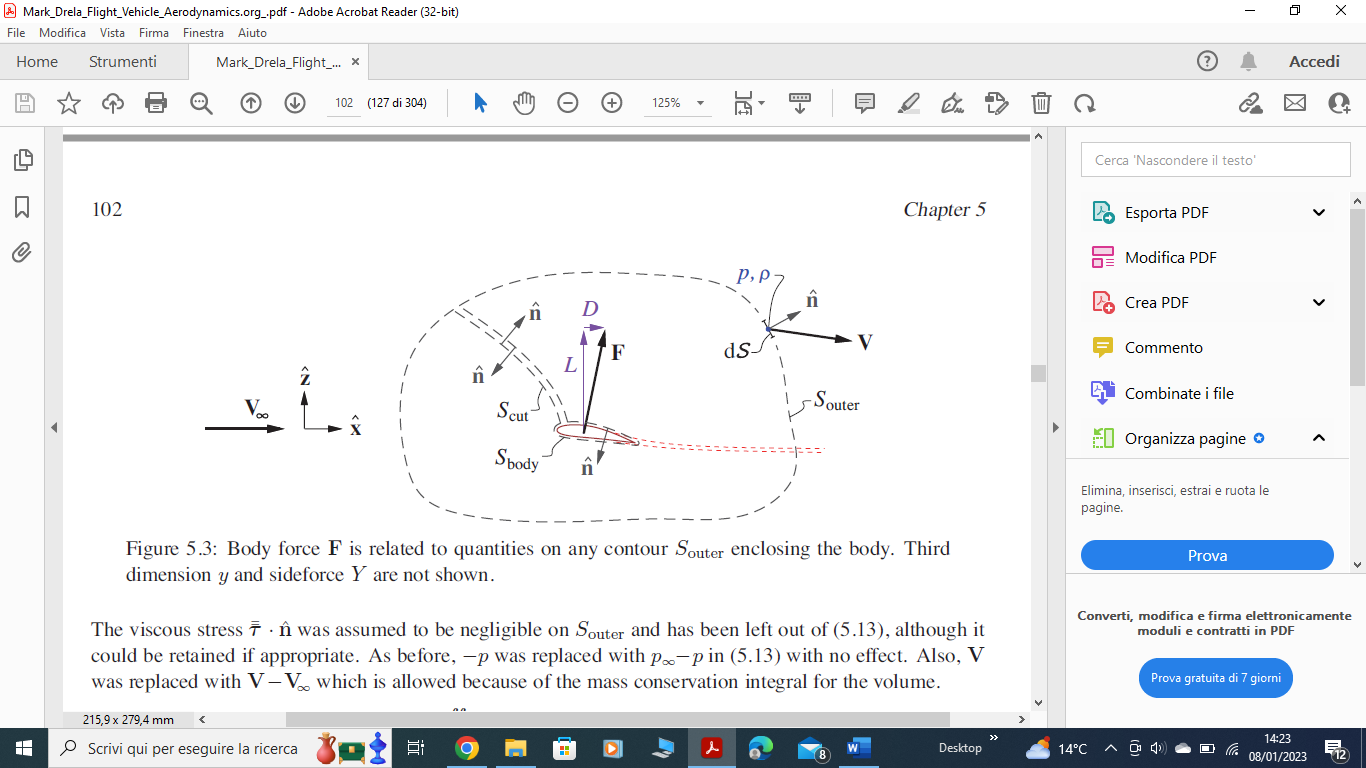 Mark_Drela_Flight_Vehicle_Aerodynamics.org_.pdf - Adobe Acrobat Reader (32-bit)
File Modifica Vista Firma Finestra Aiuto
Home Strumenti Mark_Drela_Flight_... × Accedi
102 (127 di 304) 125%
102 Chapter 5
p, ρ
n̂
D
n̂
F
dS
V
L
n̂
ẑ
V∞
x̂
S_cut
S_outer
S_body
n̂
Figure 5.3: Body force F is related to quantities on any contour S_outer enclosing the body. Third
dimension y and sideforce Y are not shown.
The viscous stress τ̿ · n̂ was assumed to be negligible on S_outer and has been left out of (5.13), although it
could be retained if appropriate. As before, −p was replaced with p∞−p in (5.13) with no effect. Also, V
was replaced with V−V∞ which is allowed because of the mass conservation integral for the volume.
215,9 x 279,4 mm
Cerca 'Nascondere il testo'
Esporta PDF
Modifica PDF
Crea PDF
Commento
Combinate i file
Organizza pagine
Elimina, inserisci, estrai e ruota le
pagine.
Prova
Converti, modifica e firma elettronicamente
moduli e contratti in PDF
Prova gratuita di 7 giorni
Scrivi qui per eseguire la ricerca
8
Desktop
»
14°C
14:23
08/01/2023
12